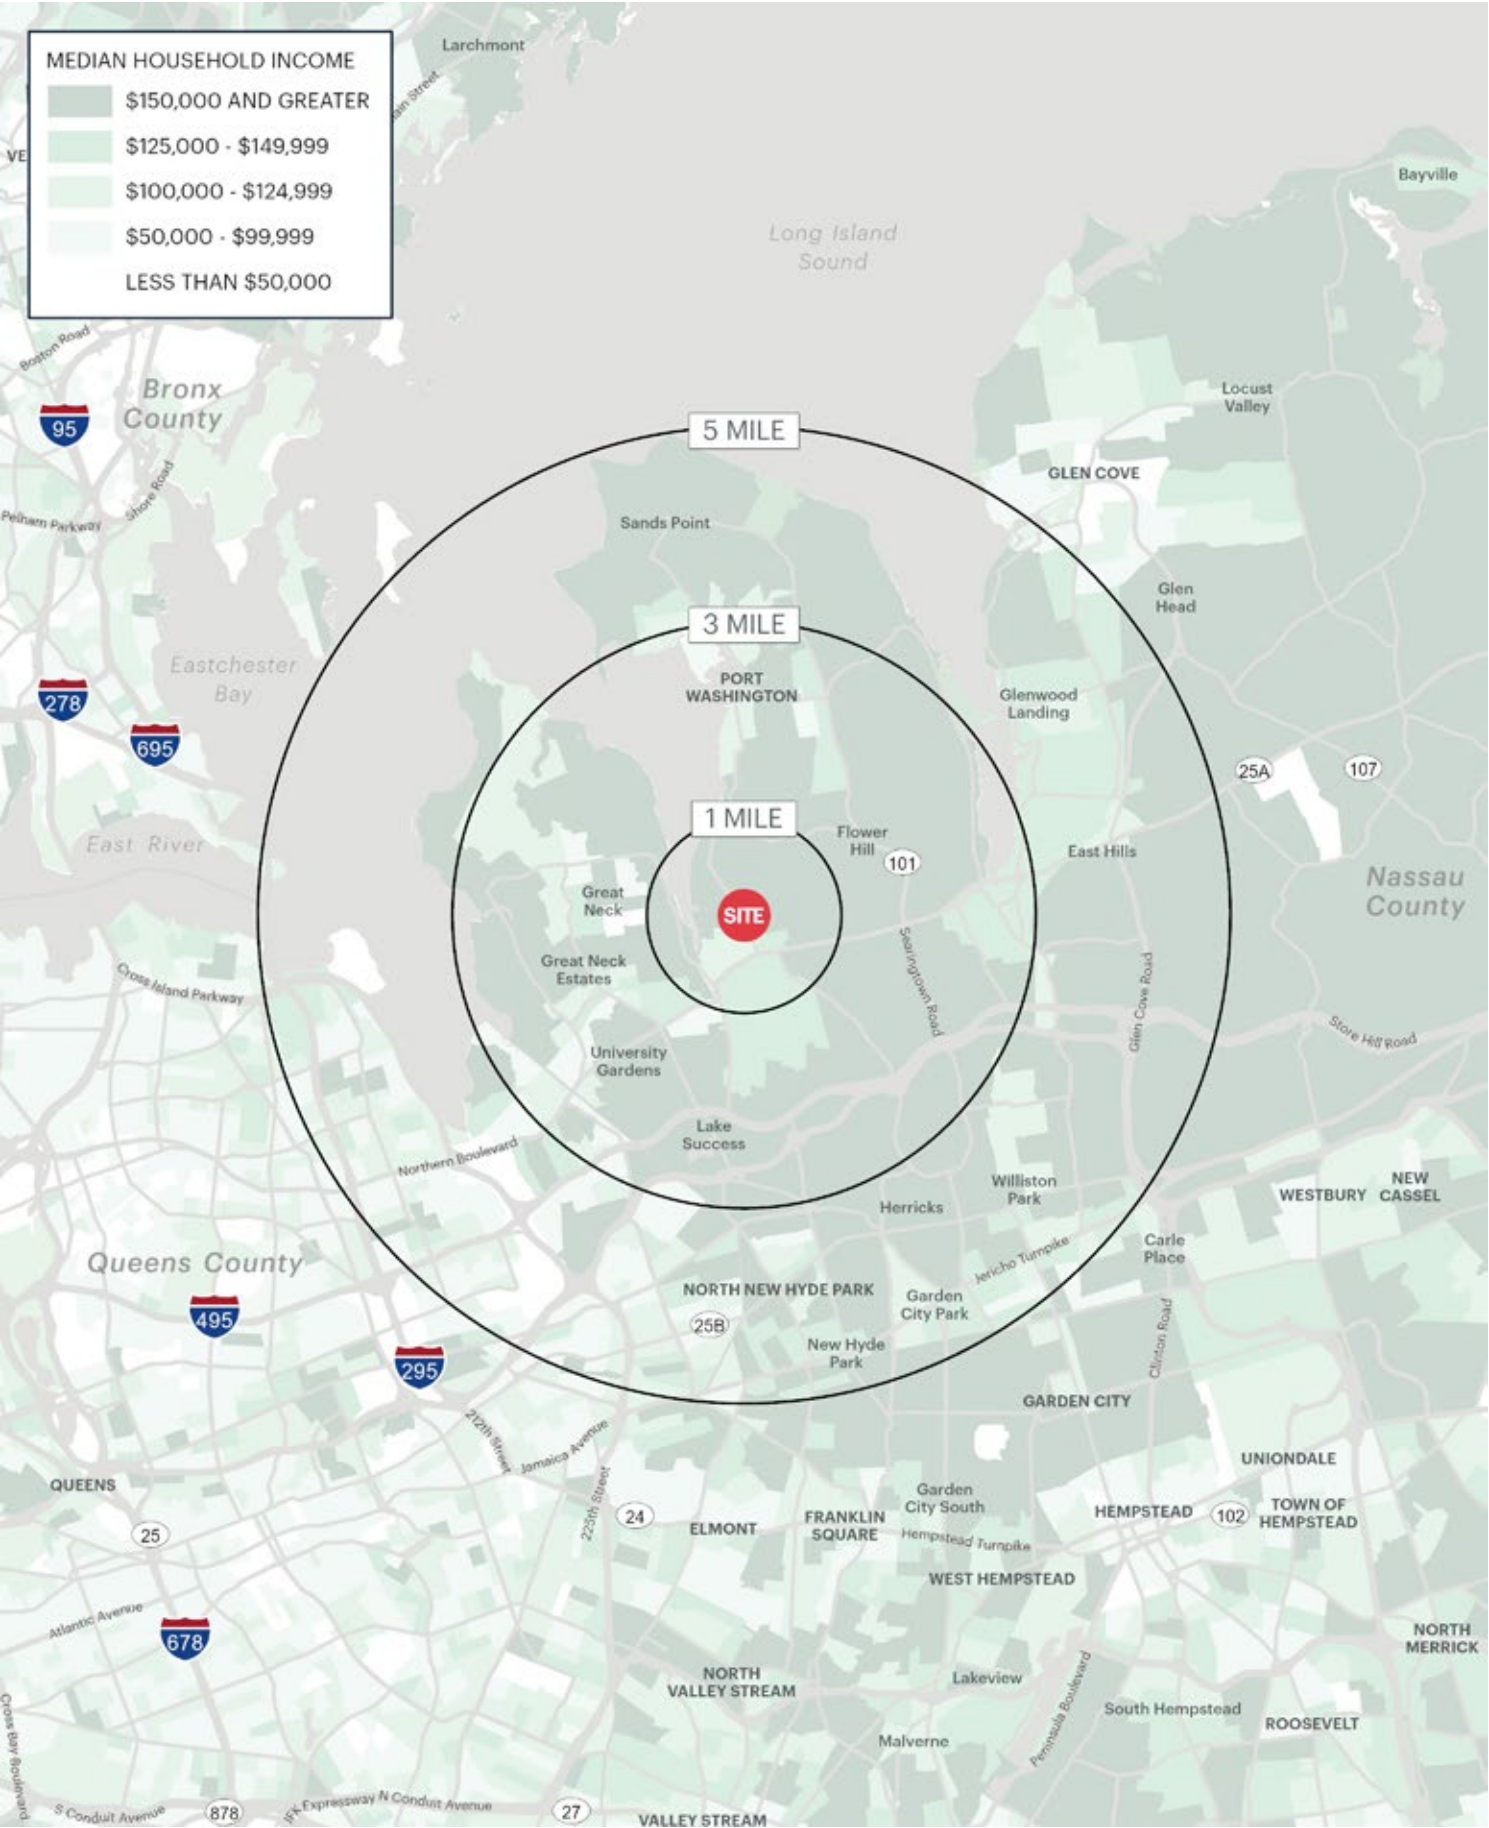 MEDIAN HOUSEHOLD INCOME
$150,000 AND GREATER
$125,000 - $149,999
$100,000 - $124,999
$50,000 - $99,999
LESS THAN $50,000
Larchmont
Street
VE
Bayville
Long Island
Sound
Boston Road
Bronx
County
95
Locust
Valley
5 MILE
GLEN COVE
Shore Road
Pelham Parkway
Sands Point
Glen
Head
3 MILE
Eastchester
Bay
PORT
WASHINGTON
278
Glenwood
Landing
695
25A
107
1 MILE
East River
Flower
Hill
101
East Hills
Great
Neck
SITE
Nassau
County
Great Neck
Estates
Searingtown Road
Cross Island Parkway
Glen Cove Road
Store Hill Road
University
Gardens
Lake
Success
Northern Boulevard
Williston
Park
Herricks
WESTBURY
NEW
CASSEL
Carle
Place
Queens County
Jericho Turnpike
NORTH NEW HYDE PARK
Garden
City Park
495
25B
New Hyde
Park
Clinton Road
295
GARDEN CITY
212th Street
Jamaica Avenue
QUEENS
UNIONDALE
225th Street
Garden
City South
25
24
ELMONT
FRANKLIN
SQUARE
HEMPSTEAD
102
TOWN OF
HEMPSTEAD
Hempstead Turnpike
WEST HEMPSTEAD
Atlantic Avenue
678
NORTH
MERRICK
NORTH
VALLEY STREAM
Lakeview
Peninsula Boulevard
South Hempstead
ROOSEVELT
Malverne
Cross Bay Boulevard
S Conduit Avenue
878
JFK Expressway
N Conduit Avenue
27
VALLEY STREAM